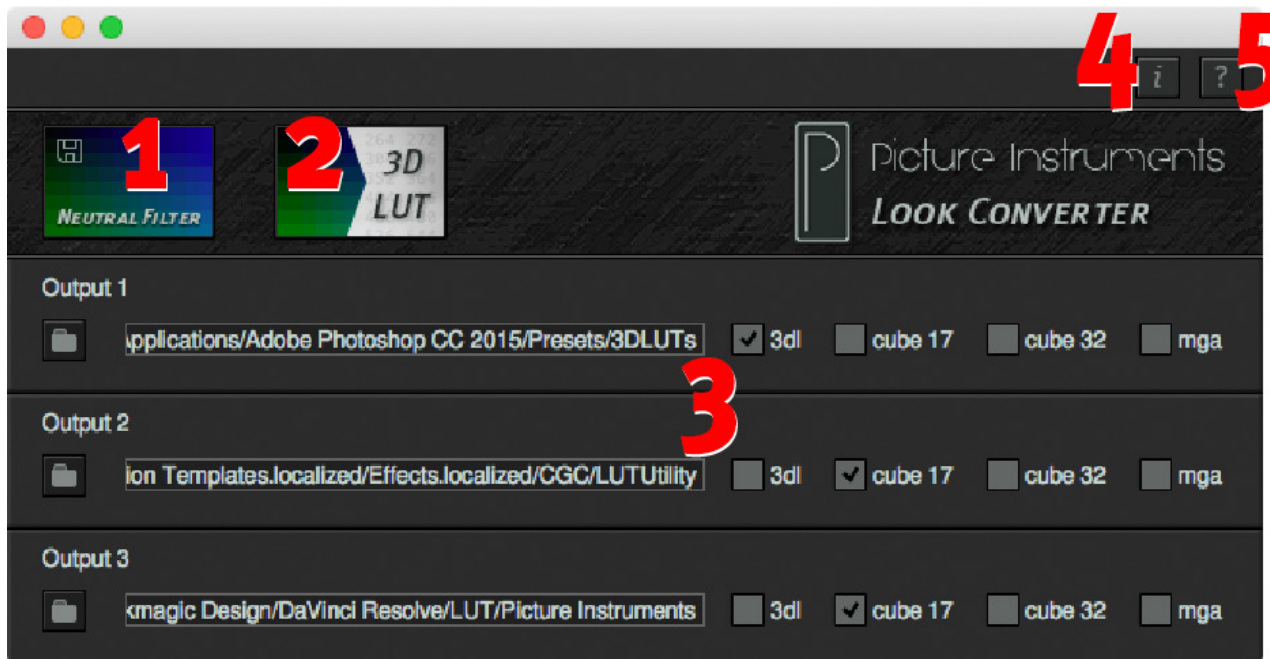 4 5
i ?
1 2
3D
LUT
NEUTRAL FILTER
P Picture Instruments
LOOK CONVERTER
Output 1
pplications/Adobe Photoshop CC 2015/Presets/3DLUTs 3dl cube 17 cube 32 mga
3
Output 2
ion Templates.localized/Effects.localized/CGC/LUTUtility 3dl cube 17 cube 32 mga
Output 3
magic Design/DaVinci Resolve/LUT/Picture Instruments 3dl cube 17 cube 32 mga